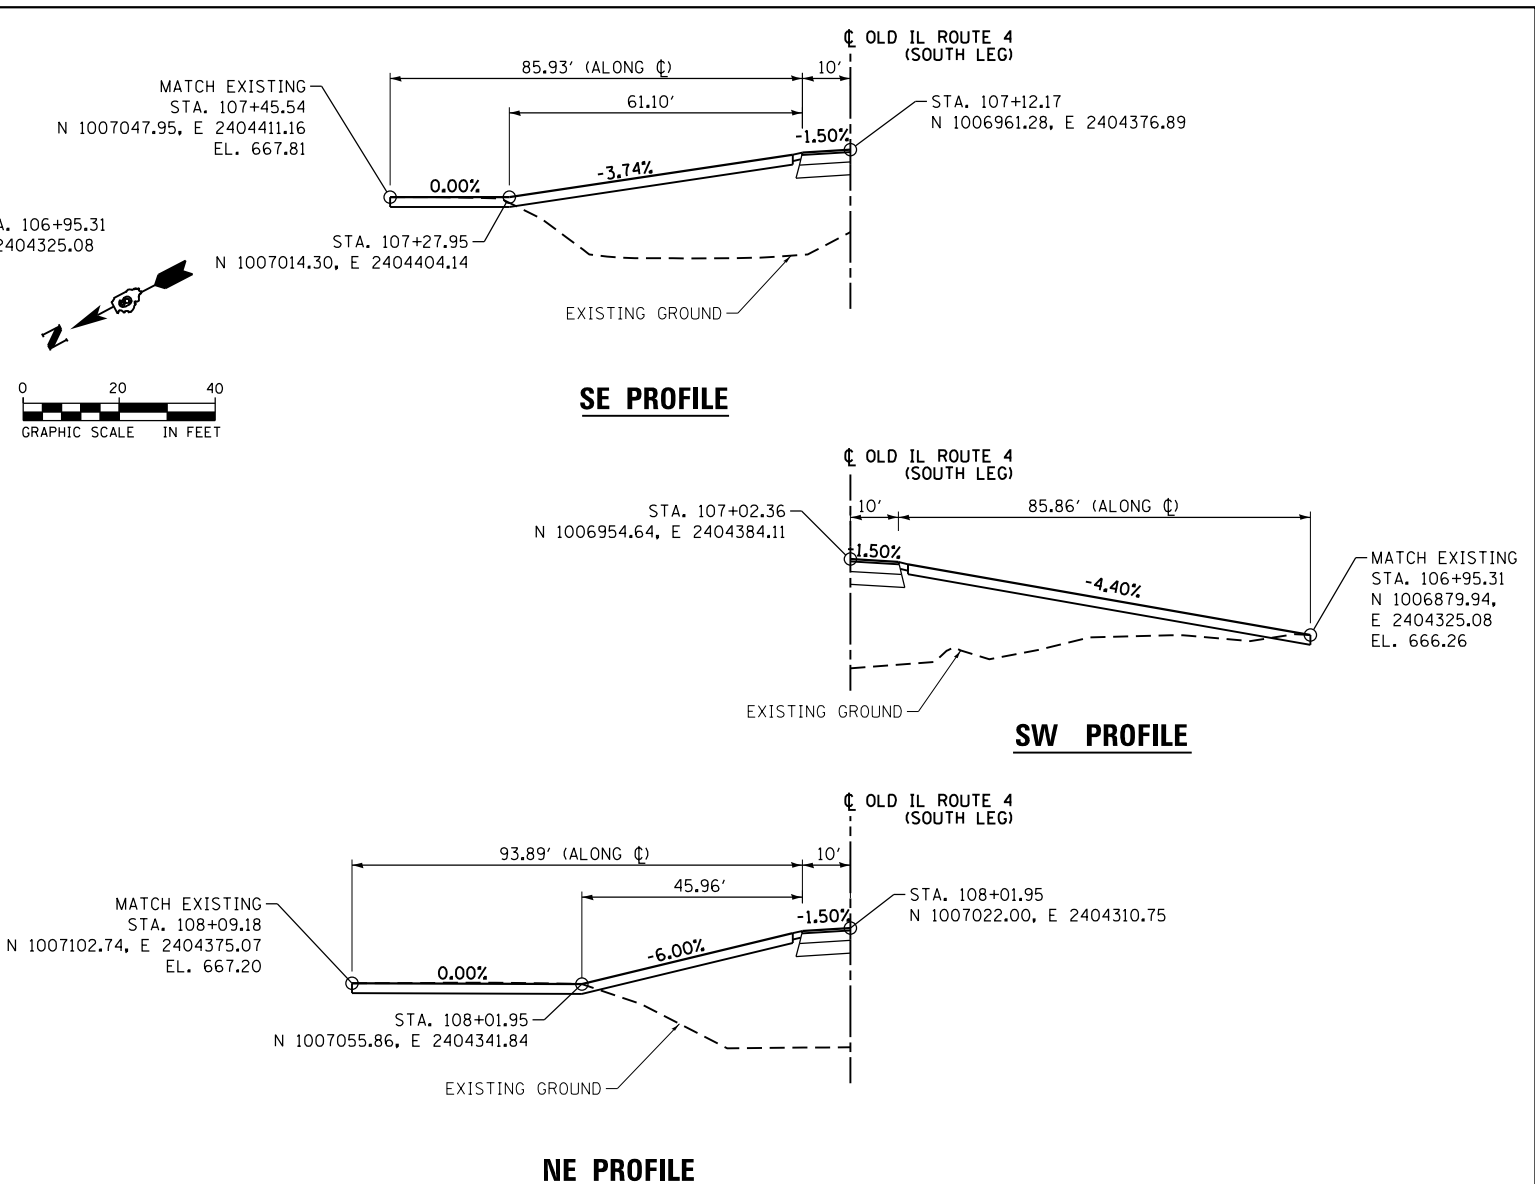 ℄ OLD IL ROUTE 4
(SOUTH LEG)
85.93' (ALONG ℄)
10'
MATCH EXISTING
STA. 107+45.54
N 1007047.95, E 2404411.16
EL. 667.81
61.10'
STA. 107+12.17
N 1006961.28, E 2404376.89
-1.50%
-3.74%
0.00%
106+95.31
2404325.08
STA. 107+27.95
N 1007014.30, E 2404404.14
EXISTING GROUND
N
0 20 40
GRAPHIC SCALE IN FEET
SE PROFILE
℄ OLD IL ROUTE 4
(SOUTH LEG)
STA. 107+02.36
N 1006954.64, E 2404384.11
10'
85.86' (ALONG ℄)
-1.50%
-4.40%
MATCH EXISTING
STA. 106+95.31
N 1006879.94,
E 2404325.08
EL. 666.26
EXISTING GROUND
SW PROFILE
℄ OLD IL ROUTE 4
(SOUTH LEG)
93.89' (ALONG ℄)
10'
45.96'
MATCH EXISTING
STA. 108+09.18
N 1007102.74, E 2404375.07
EL. 667.20
STA. 108+01.95
N 1007022.00, E 2404310.75
-1.50%
-6.00%
0.00%
STA. 108+01.95
N 1007055.86, E 2404341.84
EXISTING GROUND
NE PROFILE